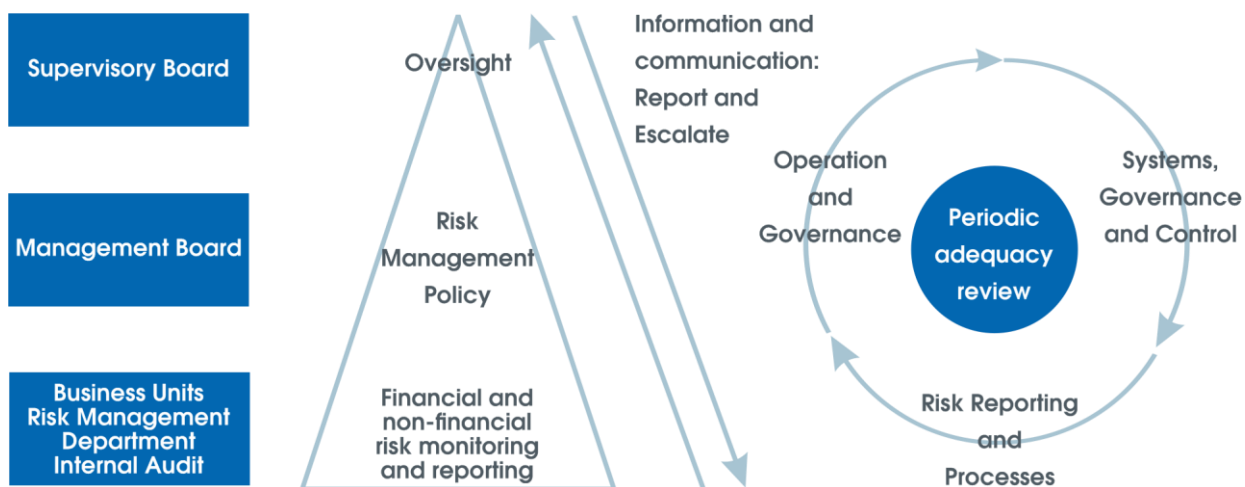 Supervisory Board
Oversight
Information and
communication:
Report and
Escalate
Management Board
Risk
Management
Policy
Business Units
Risk Management
Department
Internal Audit
Financial and
non-financial
risk monitoring
and reporting
Operation
and
Governance
Systems,
Governance
and Control
Periodic
adequacy
review
Risk Reporting
and
Processes